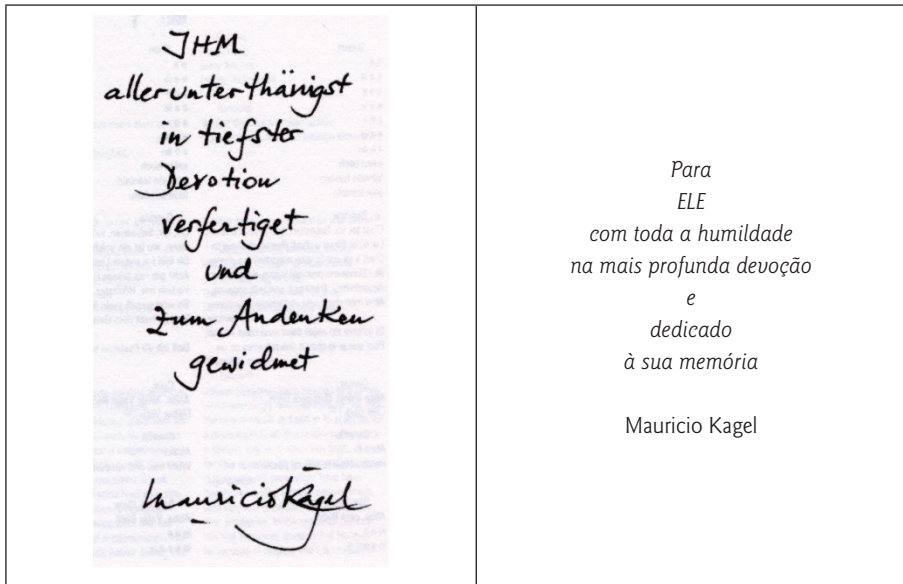 JHM
allerunterthänigst
in tiefster
Devotion
verfertiget
und
zum Andenken
gewidmet
Mauricio Kagel
Para
ELE
com toda a humildade
na mais profunda devoção
e
dedicado
à sua memória
Mauricio Kagel